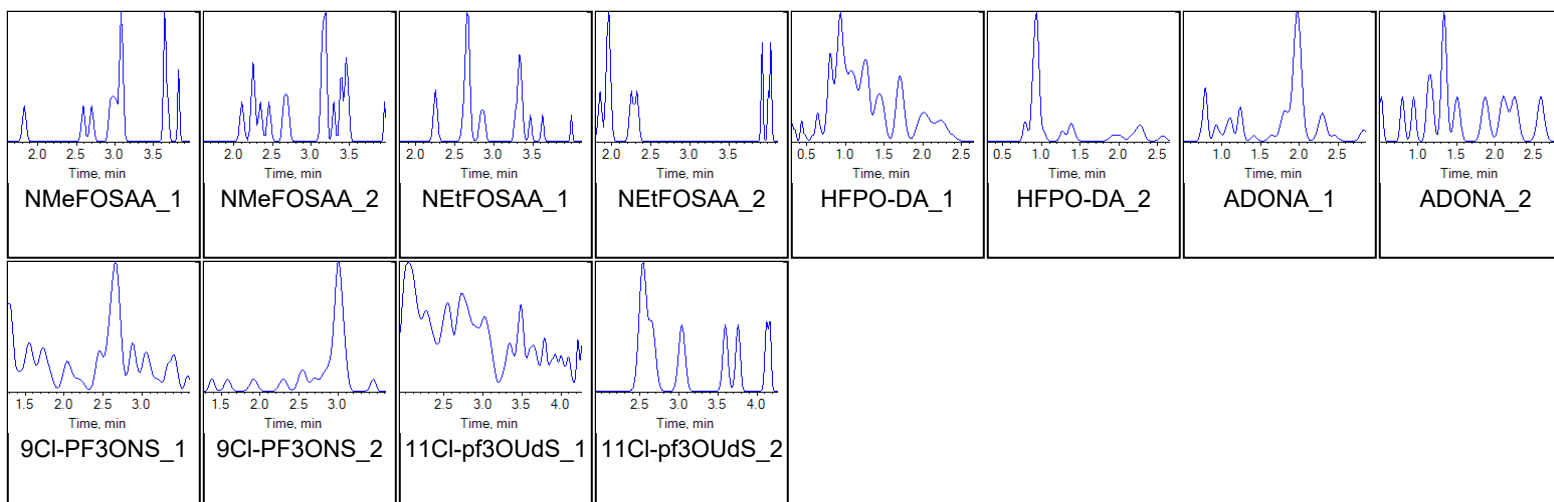 2.0 2.5 3.0 3.5 2.0 2.5 3.0 3.5 2.0 2.5 3.0 3.5 2.0 2.5 3.0 3.5 0.5 1.0 1.5 2.0 2.5 0.5 1.0 1.5 2.0 2.5 1.0 1.5 2.0 2.5 1.0 1.5 2.0 2.5
Time, min Time, min Time, min Time, min Time, min Time, min Time, min Time, min
NMeFOSAA_1 NMeFOSAA_2 NEtFOSAA_1 NEtFOSAA_2 HFPO-DA_1 HFPO-DA_2 ADONA_1 ADONA_2
1.5 2.0 2.5 3.0 1.5 2.0 2.5 3.0 2.5 3.0 3.5 4.0 2.5 3.0 3.5 4.0
Time, min Time, min Time, min Time, min
9Cl-PF3ONS_1 9Cl-PF3ONS_2 11Cl-pf3OUdS_1 11Cl-pf3OUdS_2